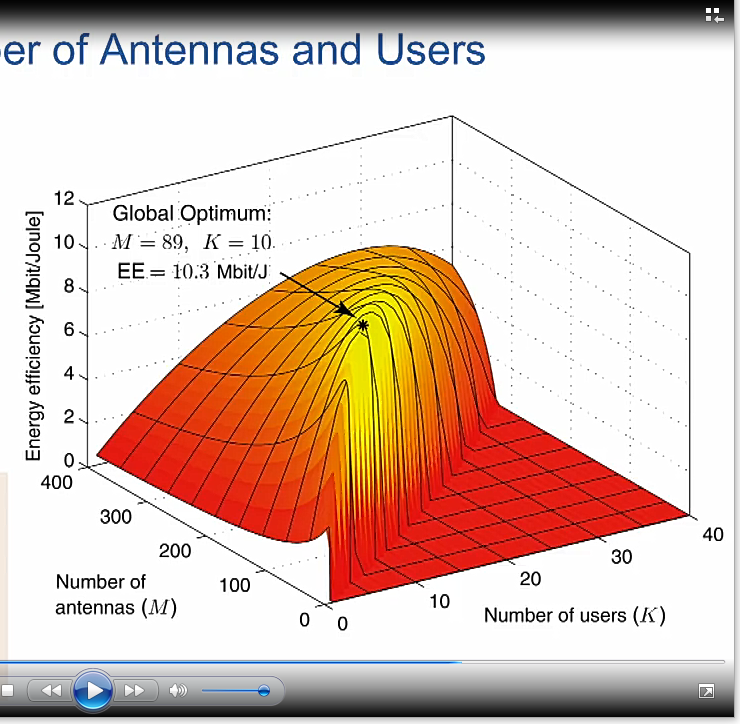 er of Antennas and Users
Global Optimum:
M = 89, K = 10
EE = 10.3 Mbit/J
Energy efficiency [Mbit/Joule]
12
10
8
6
4
2
0
400
300
200
100
0
Number of
antennas (M)
0
10
20
30
40
Number of users (K)